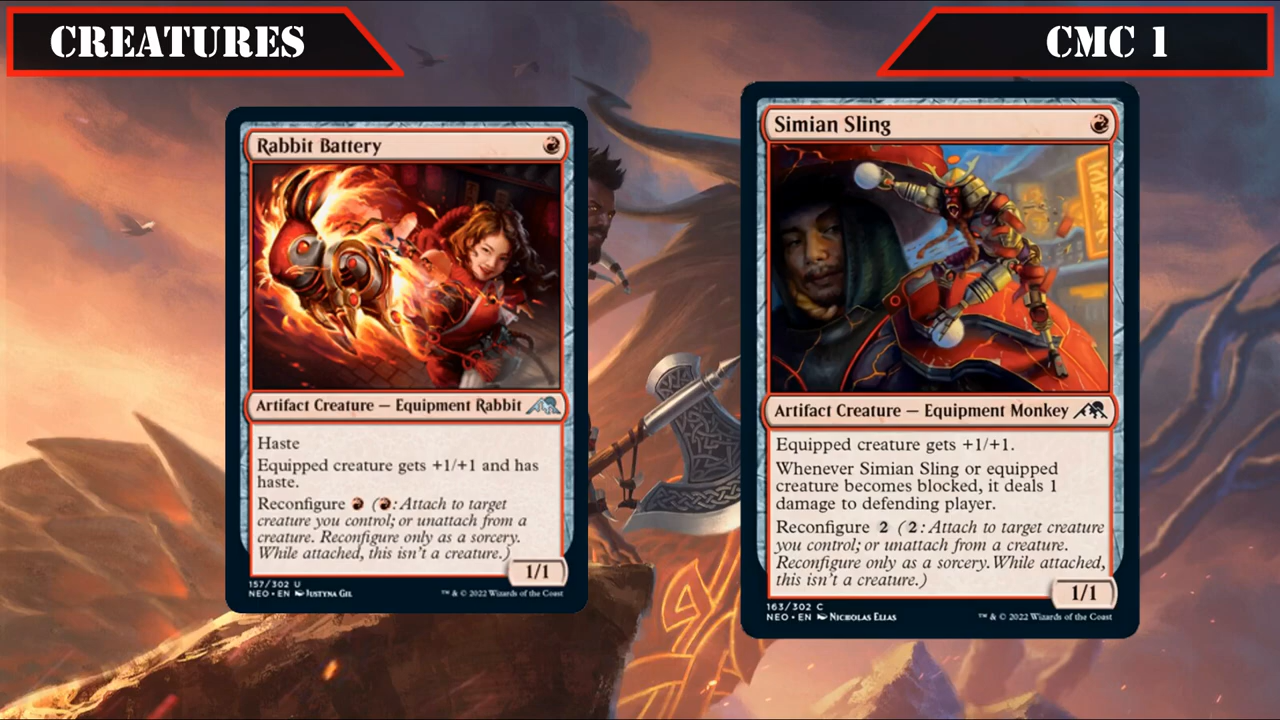 CREATURES
CMC 1
Rabbit Battery
Artifact Creature — Equipment Rabbit
Haste
Equipped creature gets +1/+1 and has
haste.
Reconfigure (: Attach to target
creature you control; or unattach from a
creature. Reconfigure only as a sorcery.
While attached, this isn't a creature.)
1/1
157/302 U
NEO • EN Justyna Gil
™ & © 2022 Wizards of the Coast
Simian Sling
Artifact Creature — Equipment Monkey
Equipped creature gets +1/+1.
Whenever Simian Sling or equipped
creature becomes blocked, it deals 1
damage to defending player.
Reconfigure 2 (2: Attach to target creature
you control; or unattach from a creature.
Reconfigure only as a sorcery. While attached,
this isn't a creature.)
1/1
163/302 C
NEO • EN Nicholas Elias
™ & © 2022 Wizards of the Coast